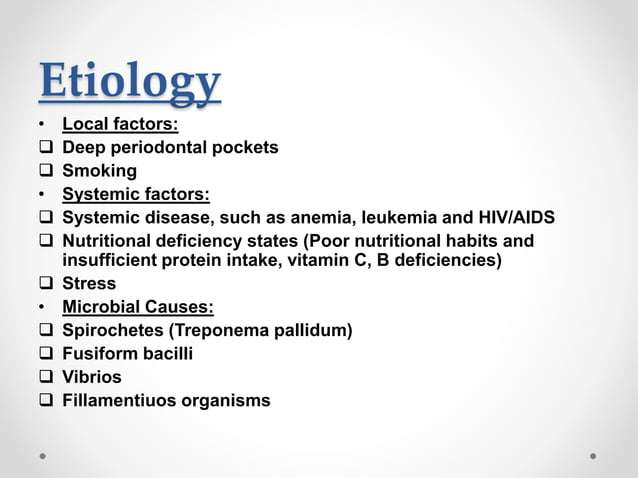 Etiology
• Local factors:
❑ Deep periodontal pockets
❑ Smoking
• Systemic factors:
❑ Systemic disease, such as anemia, leukemia and HIV/AIDS
❑ Nutritional deficiency states (Poor nutritional habits and
insufficient protein intake, vitamin C, B deficiencies)
❑ Stress
• Microbial Causes:
❑ Spirochetes (Treponema pallidum)
❑ Fusiform bacilli
❑ Vibrios
❑ Fillamentiuos organisms